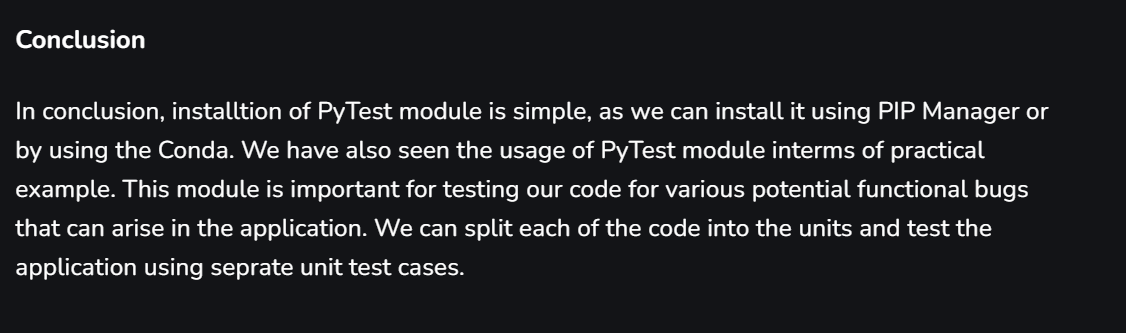 Conclusion
In conclusion, installtion of PyTest module is simple, as we can install it using PIP Manager or
by using the Conda. We have also seen the usage of PyTest module interms of practical
example. This module is important for testing our code for various potential functional bugs
that can arise in the application. We can split each of the code into the units and test the
application using seprate unit test cases.